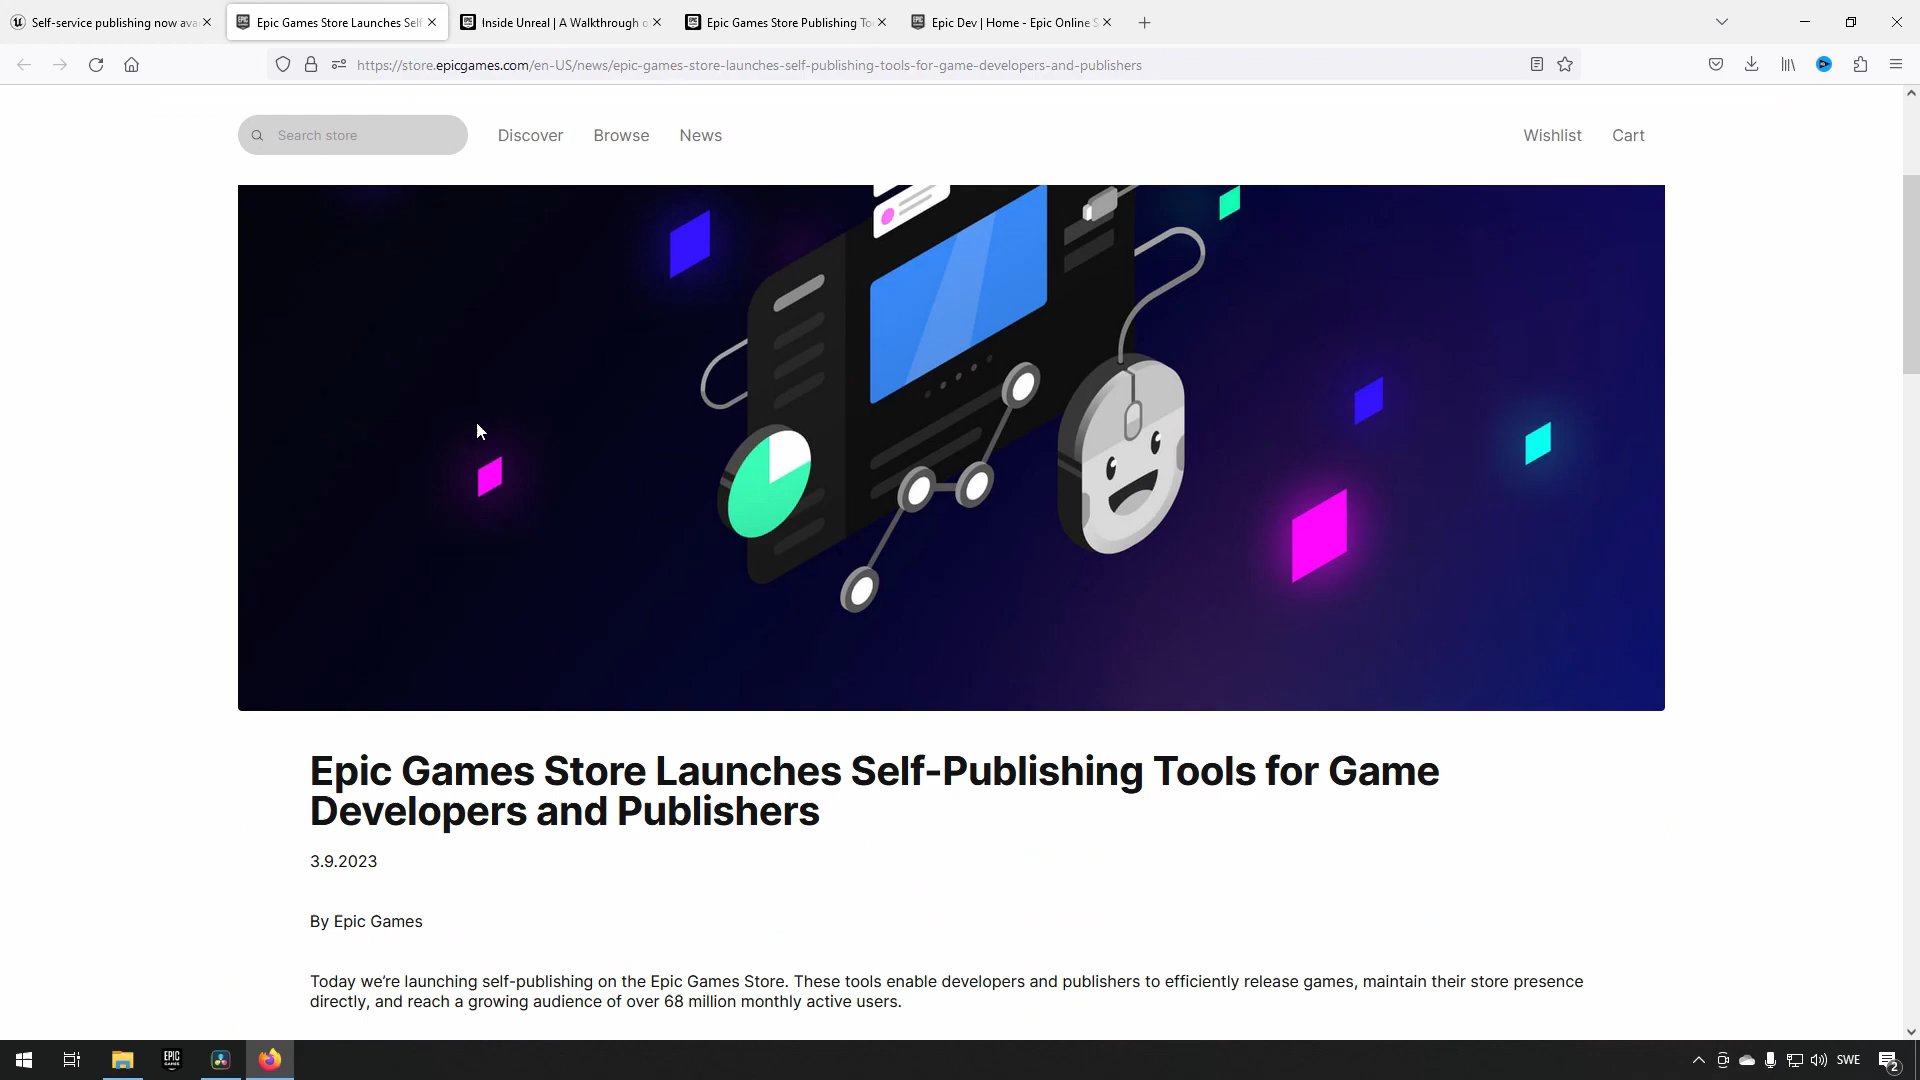 Self-service publishing now ava
Epic Games Store Launches Self
Inside Unreal | A Walkthrough o
Epic Games Store Publishing To
Epic Dev | Home - Epic Online S
https://store.epicgames.com/en-US/news/epic-games-store-launches-self-publishing-tools-for-game-developers-and-publishers
Search store
Discover
Browse
News
Wishlist
Cart
Epic Games Store Launches Self-Publishing Tools for Game
Developers and Publishers
3.9.2023
By Epic Games
Today we’re launching self-publishing on the Epic Games Store. These tools enable developers and publishers to efficiently release games, maintain their store presence
directly, and reach a growing audience of over 68 million monthly active users.
EPIC
GAMES
SWE
2